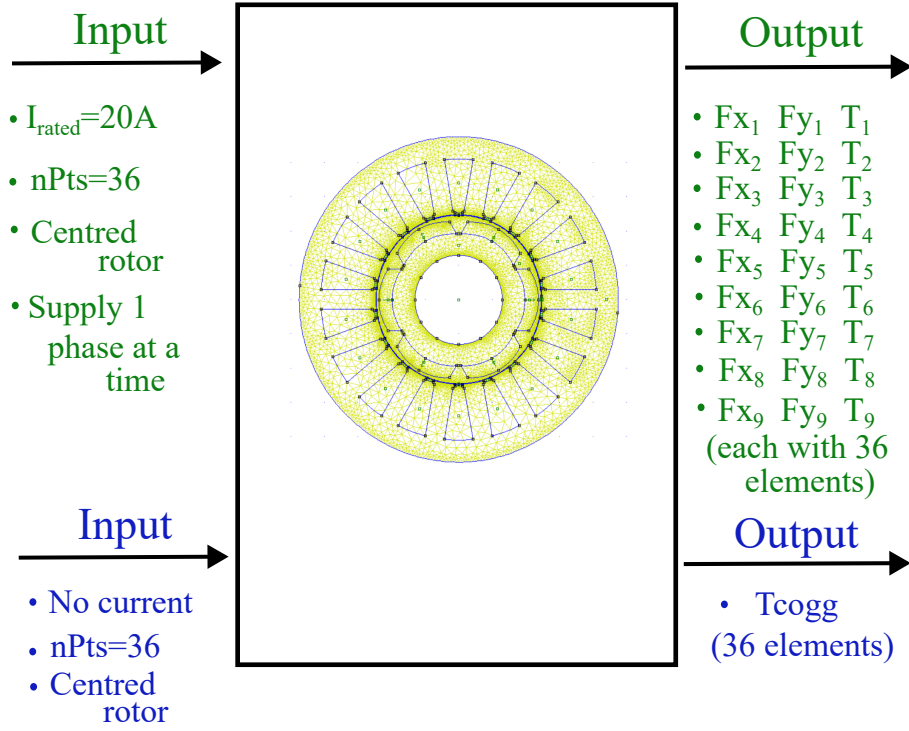 Input
• I_rated=20A
• nPts=36
• Centred
rotor
• Supply 1
phase at a
time
Output
• Fx₁ Fy₁ T₁
• Fx₂ Fy₂ T₂
• Fx₃ Fy₃ T₃
• Fx₄ Fy₄ T₄
• Fx₅ Fy₅ T₅
• Fx₆ Fy₆ T₆
• Fx₇ Fy₇ T₇
• Fx₈ Fy₈ T₈
• Fx₉ Fy₉ T₉
(each with 36
elements)
Input
• No current
• nPts=36
• Centred
rotor
Output
• Tcogg
(36 elements)